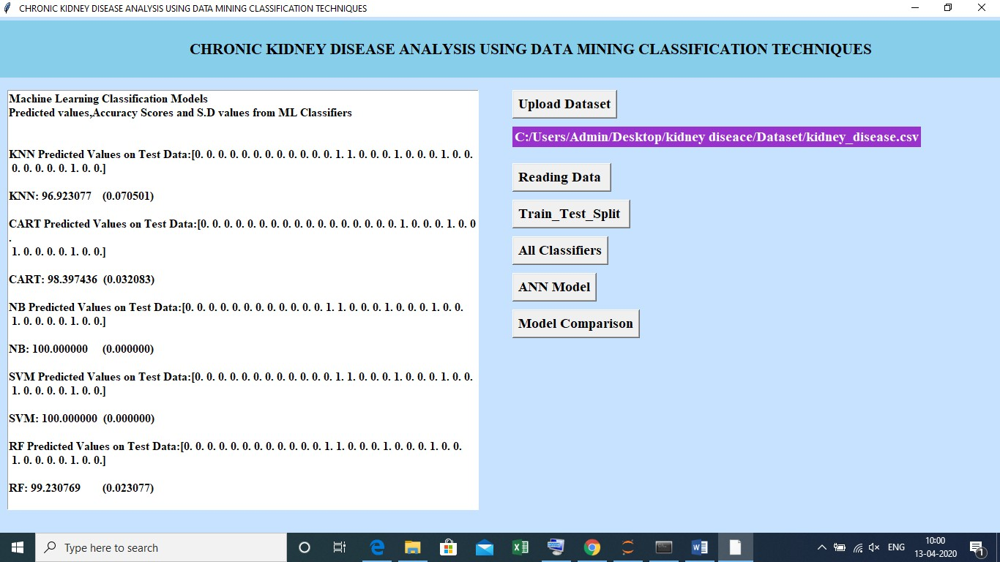 CHRONIC KIDNEY DISEASE ANALYSIS USING DATA MINING CLASSIFICATION TECHNIQUES
CHRONIC KIDNEY DISEASE ANALYSIS USING DATA MINING CLASSIFICATION TECHNIQUES
Machine Learning Classification Models
Predicted values,Accuracy Scores and S.D values from ML Classifiers
KNN Predicted Values on Test Data:[0. 0. 0. 0. 0. 0. 0. 0. 0. 0. 0. 0. 1. 1. 0. 0. 0. 1. 0. 0. 0. 1. 0. 0.
0. 0. 0. 0. 0. 1. 0. 0.]
KNN: 96.923077 (0.070501)
CART Predicted Values on Test Data:[0. 0. 0. 0. 0. 0. 0. 0. 0. 0. 0. 0. 0. 0. 0. 0. 0. 1. 0. 0. 0. 1. 0. 0
.
1. 0. 0. 0. 0. 1. 0. 0.]
CART: 98.397436 (0.032083)
NB Predicted Values on Test Data:[0. 0. 0. 0. 0. 0. 0. 0. 0. 0. 0. 0. 1. 1. 0. 0. 0. 1. 0. 0. 0. 1. 0. 0.
1. 0. 0. 0. 0. 1. 0. 0.]
NB: 100.000000 (0.000000)
SVM Predicted Values on Test Data:[0. 0. 0. 0. 0. 0. 0. 0. 0. 0. 0. 0. 1. 1. 0. 0. 0. 1. 0. 0. 0. 1. 0. 0.
1. 0. 0. 0. 0. 1. 0. 0.]
SVM: 100.000000 (0.000000)
RF Predicted Values on Test Data:[0. 0. 0. 0. 0. 0. 0. 0. 0. 0. 0. 0. 1. 1. 0. 0. 0. 1. 0. 0. 0. 1. 0. 0.
1. 0. 0. 0. 0. 1. 0. 0.]
RF: 99.230769 (0.023077)
Upload Dataset
C:/Users/Admin/Desktop/kidney diseace/Dataset/kidney_disease.csv
Reading Data
Train_Test_Split
All Classifiers
ANN Model
Model Comparison
Type here to search
ENG
10:00
13-04-2020
1